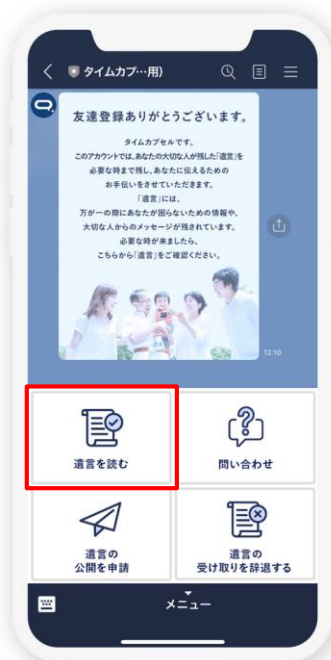 タイムカプ…用)
友達登録ありがとうございます。
タイムカプセルです。
このアカウントでは、あなたの大切な人が残した「遺言」を
必要な時まで残し、あなたに伝えるための
お手伝いをさせていただきます。
「遺言」には、
万が一の際にあなたが困らないための情報や、
大切な人からのメッセージが残されています。
必要な時が来ましたら、
こちらから「遺言」をご確認ください。
12:10
遺言を読む
問い合わせ
遺言の
公開を申請
遺言の
受け取りを辞退する
メニュー